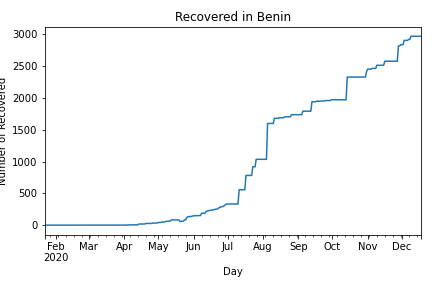 Recovered in Benin
Number of Recovered
3000
2500
2000
1500
1000
500
0
Feb Mar Apr May Jun Jul Aug Sep Oct Nov Dec
2020
Day